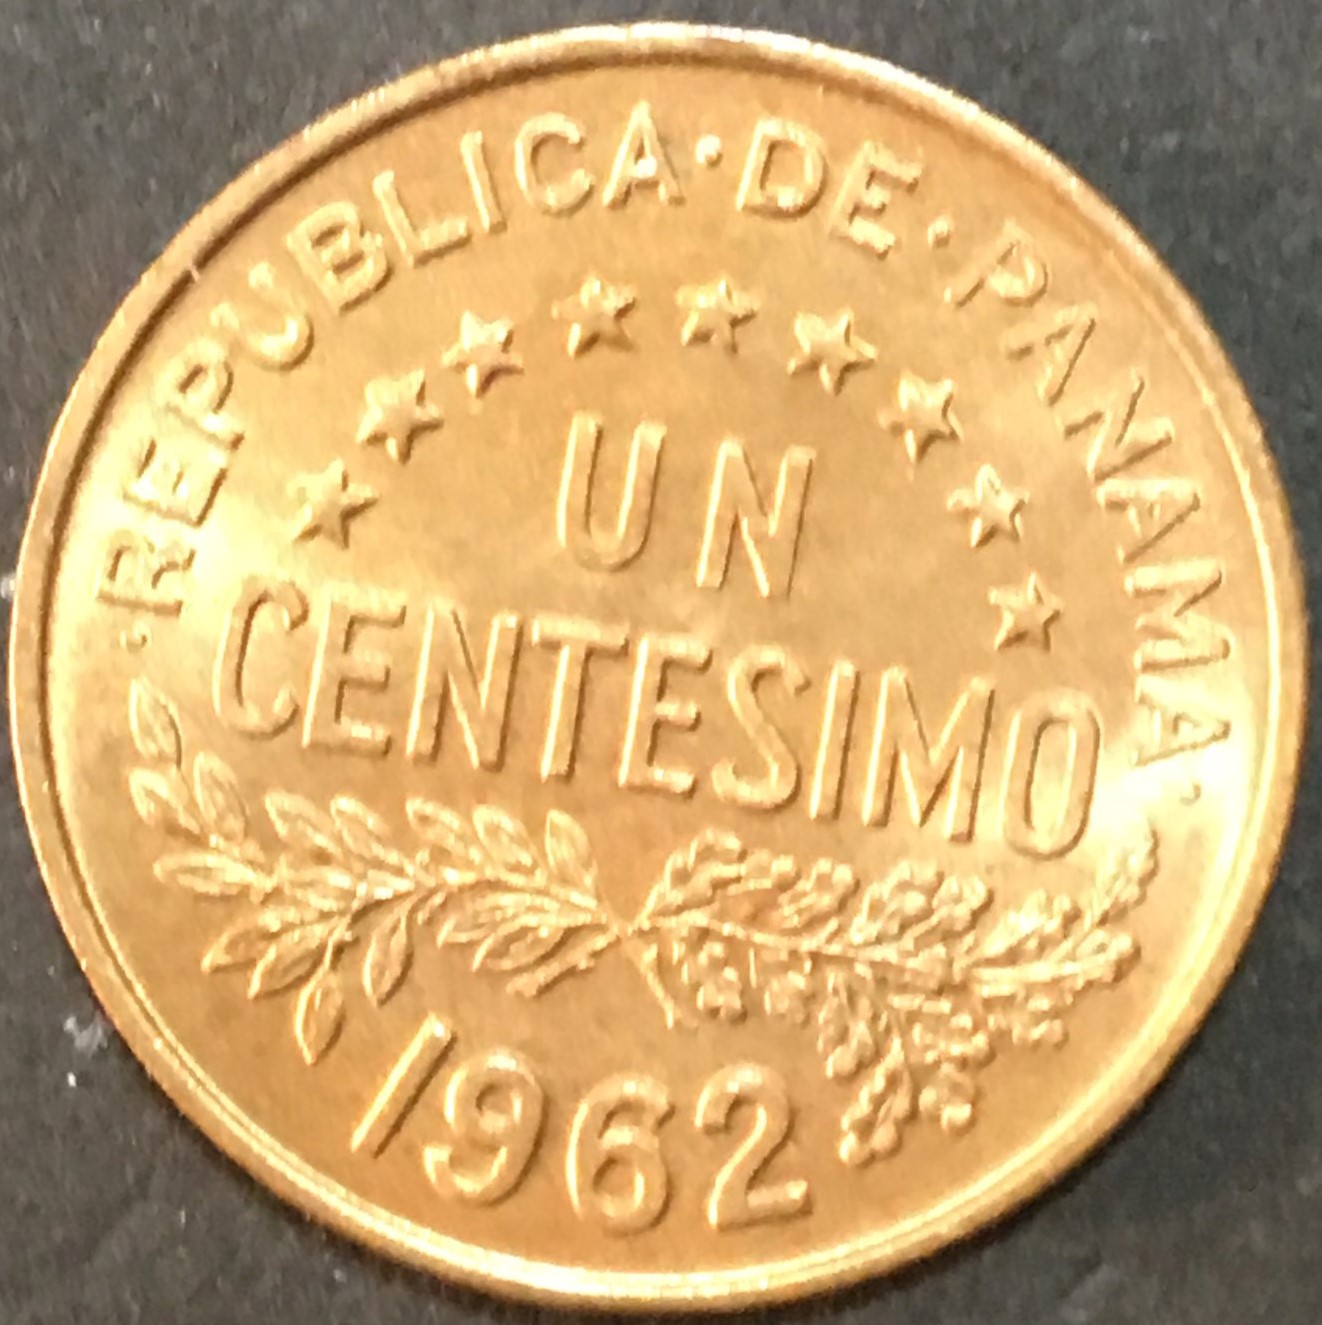 ·REPUBLICA·DE·PANAMA·
UN
CENTESIMO
1962